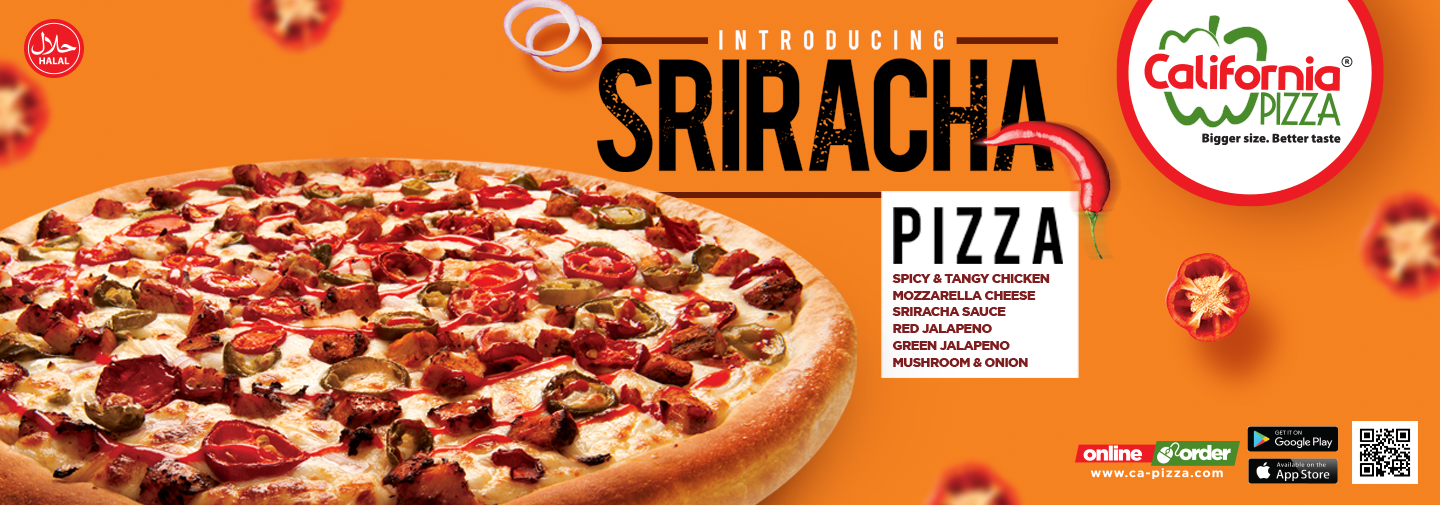 حلال
HALAL
INTRODUCING
SRIRACHA
PIZZA
SPICY & TANGY CHICKEN
MOZZARELLA CHEESE
SRIRACHA SAUCE
RED JALAPENO
GREEN JALAPENO
MUSHROOM & ONION
California®
PIZZA
Bigger size. Better taste
online order
www.ca-pizza.com
GET IT ON
Google Play
Available on the
App Store